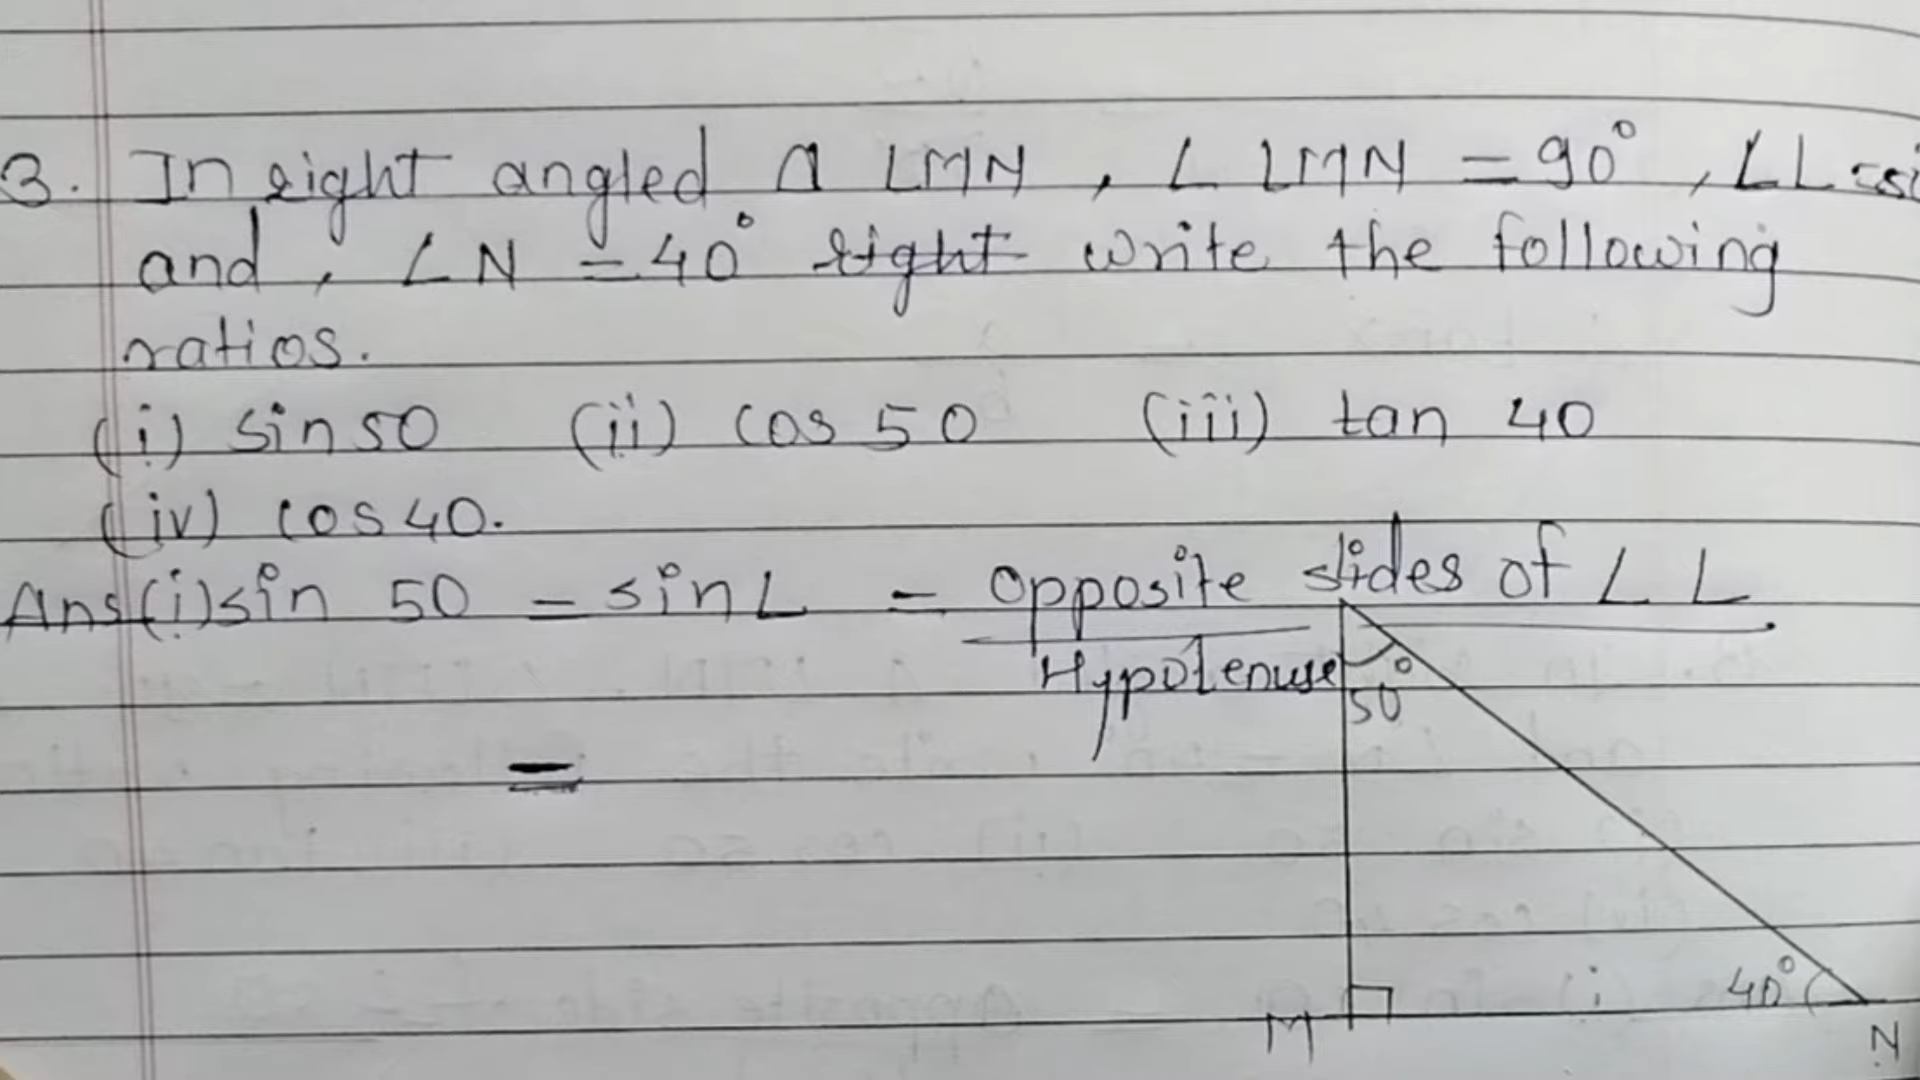 3. In right angled Δ LMN, ∠ LMN = 90°, ∠L =
and, ∠N = 40° right write the following
ratios.
(i) sin 50 (ii) cos 50 (iii) tan 40
(iv) cos 40.
Ans (i) sin 50 = sin L = Opposite sides of ∠L
Hypotenuse
50°
=
40°
M
N